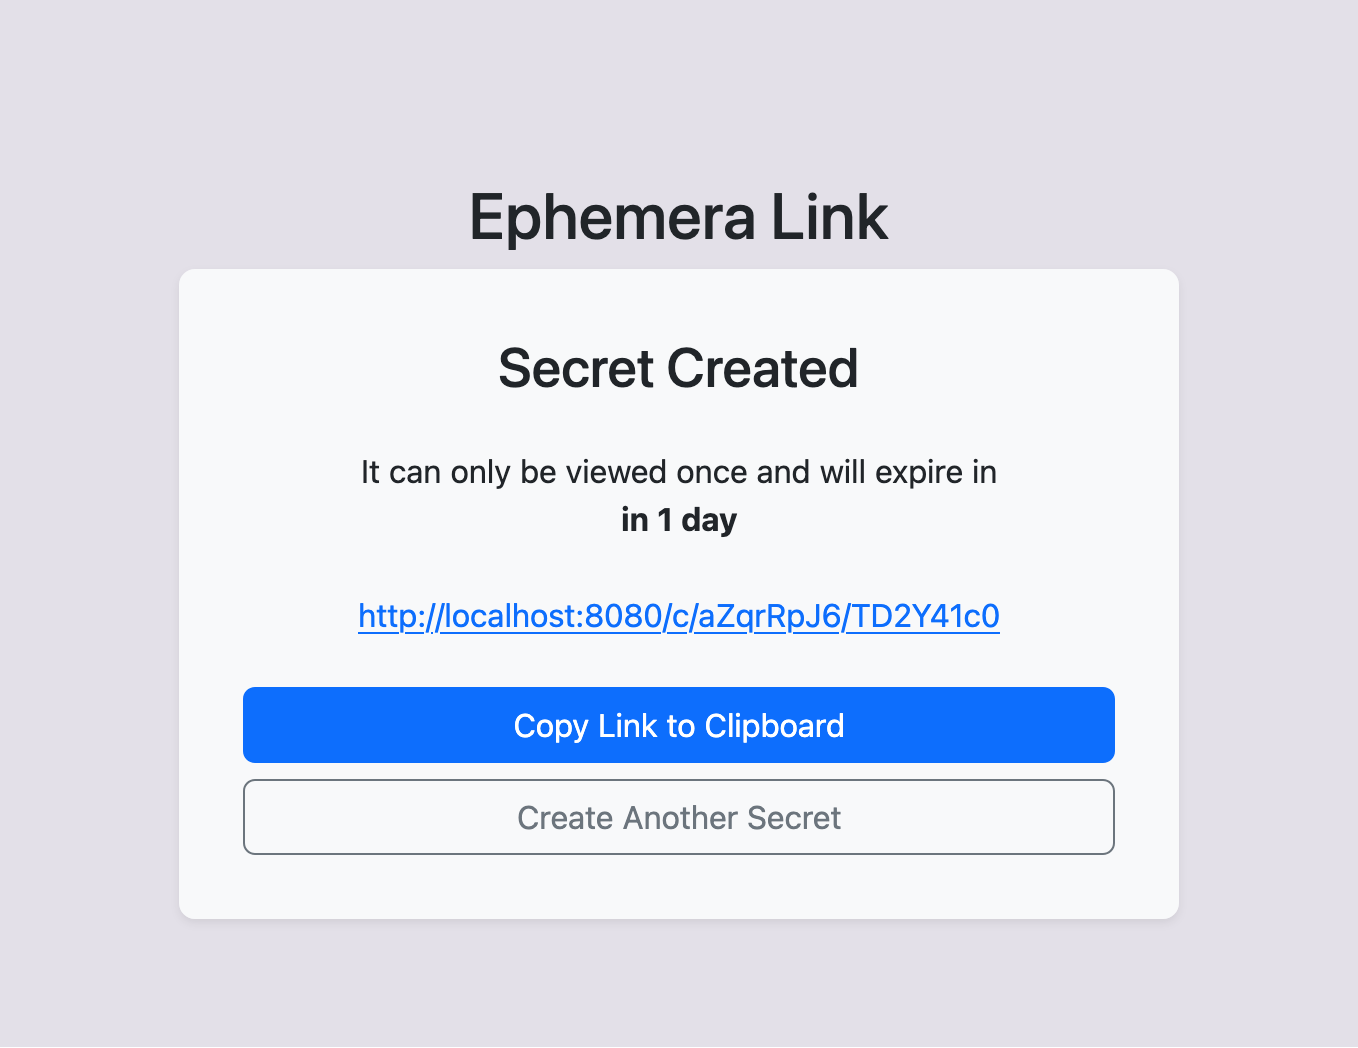 Ephemera Link
Secret Created
It can only be viewed once and will expire in
in 1 day
http://localhost:8080/c/aZqrRpJ6/TD2Y41c0
Copy Link to Clipboard
Create Another Secret